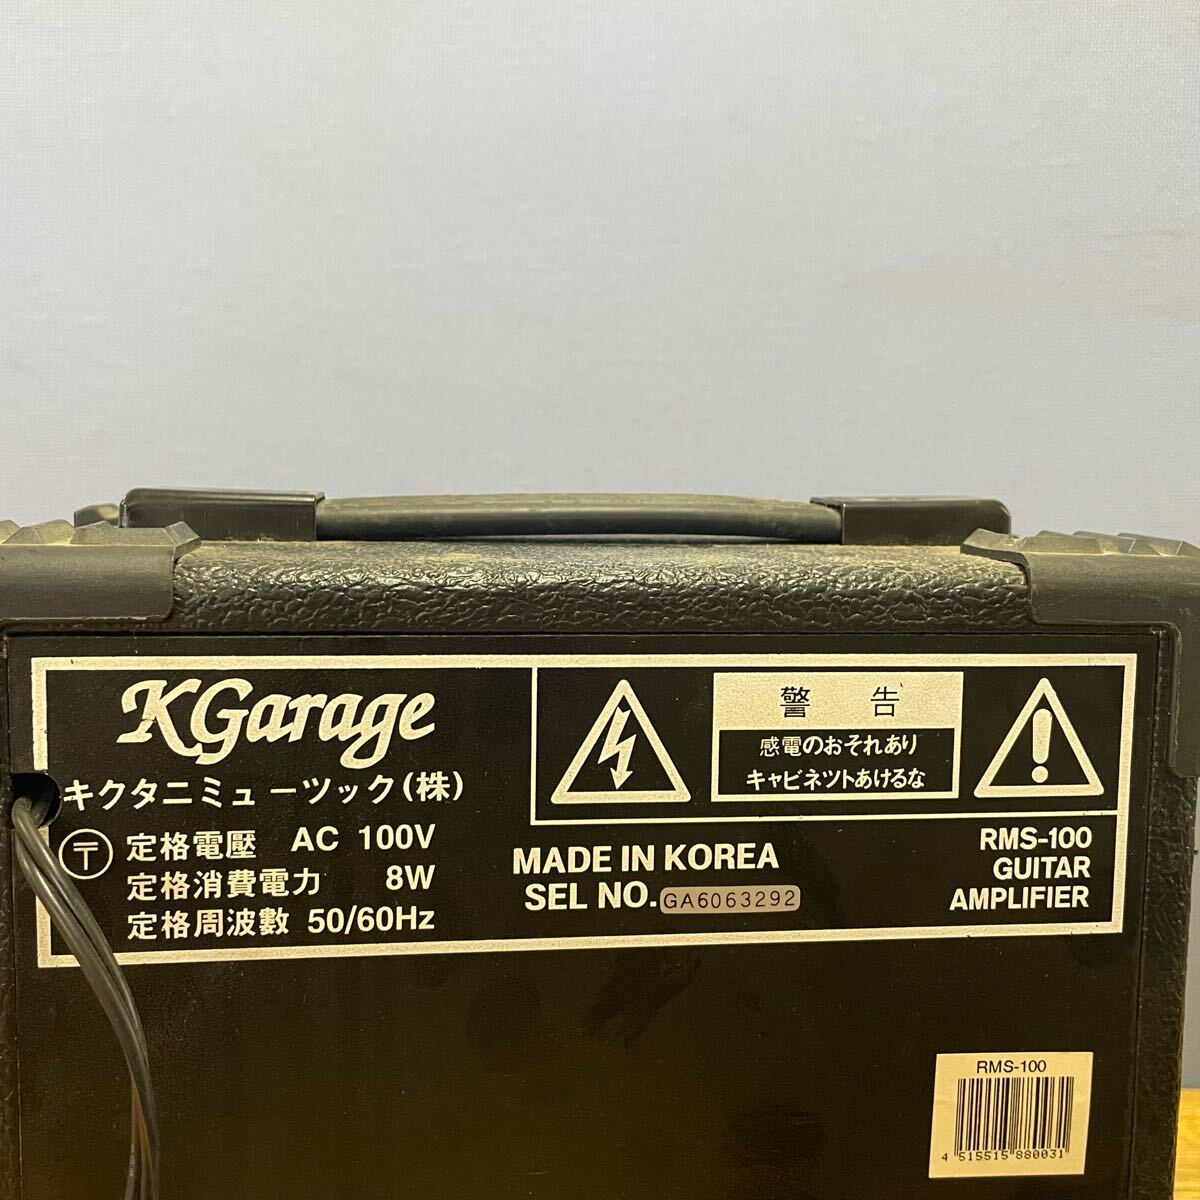 KGarage
キクタニミューツック(株)
〒
定格電壓 AC 100V
定格消費電力 8W
定格周波數 50/60Hz
警告
感電のおそれあり
キャビネツトあけるな
MADE IN KOREA
SEL NO. GA6063292
RMS-100
GUITAR
AMPLIFIER
RMS-100
4 515515 880031